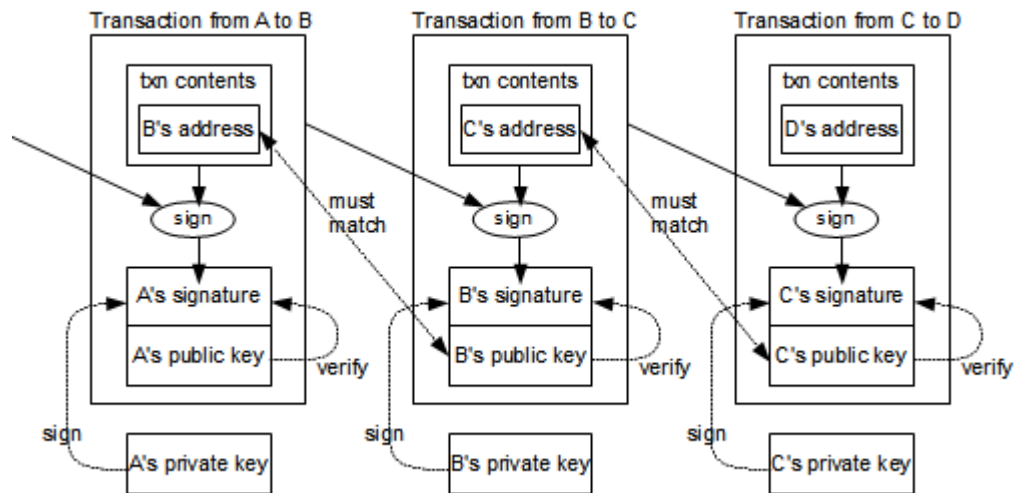 Transaction from A to B
txn contents
B's address
sign
A's signature
A's public key
verify
sign
A's private key
must
match
Transaction from B to C
txn contents
C's address
sign
B's signature
B's public key
verify
sign
B's private key
must
match
Transaction from C to D
txn contents
D's address
sign
C's signature
C's public key
verify
sign
C's private key